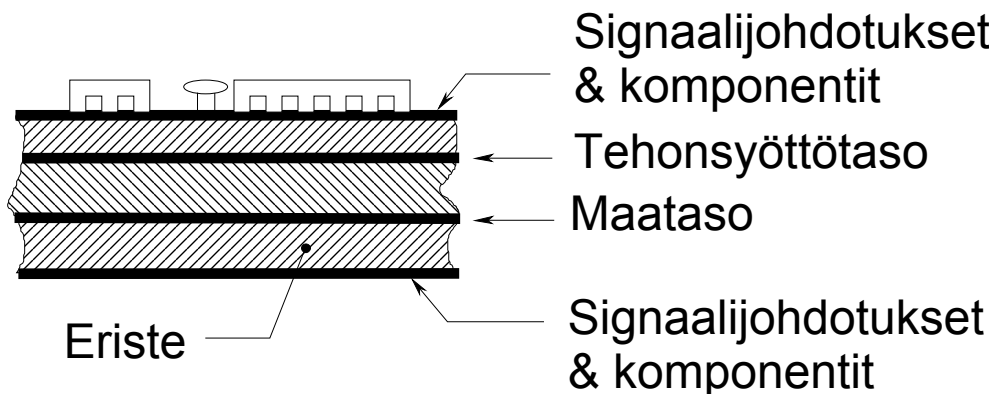 Signaalijohdotukset
& komponentit
Tehonsyöttötaso
Maataso
Eriste
Signaalijohdotukset
& komponentit